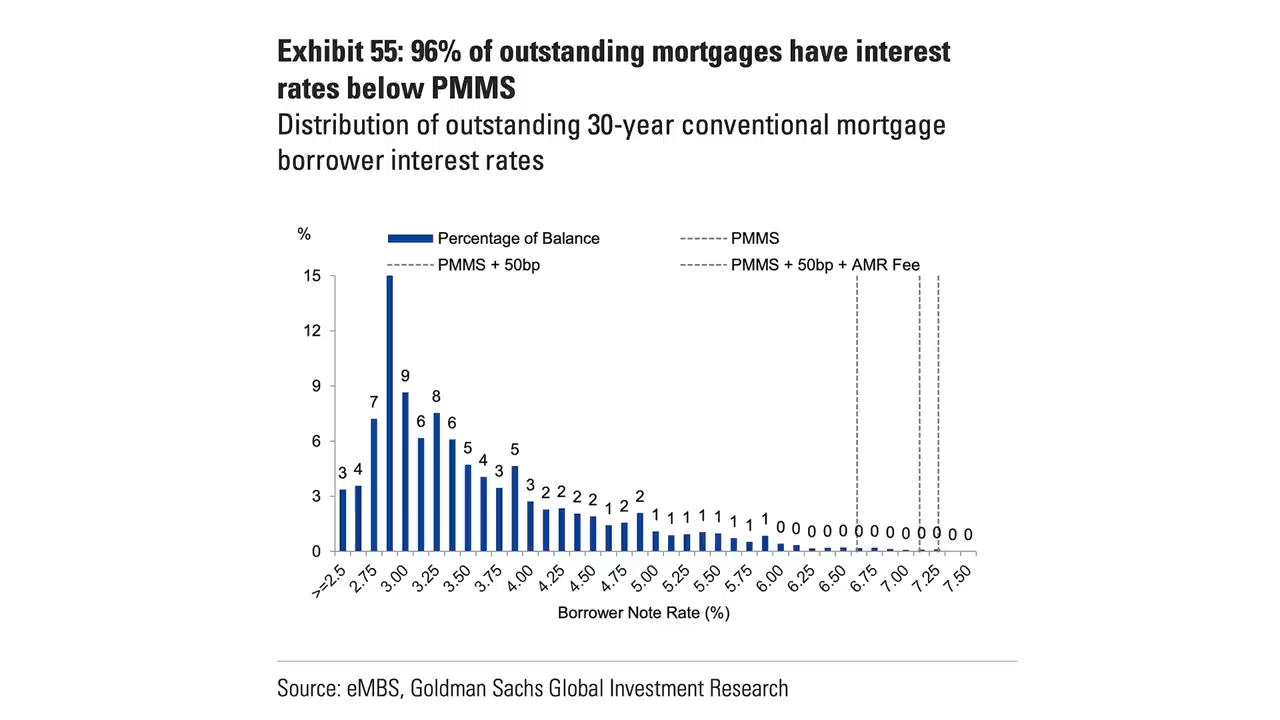 Exhibit 55: 96% of outstanding mortgages have interest
rates below PMMS
Distribution of outstanding 30-year conventional mortgage
borrower interest rates
%
Percentage of Balance
PMMS
PMMS + 50bp
PMMS + 50bp + AMR Fee
15
12
9
6
3
0
3 4 7 9 6 8 6 5 4 3 5 3 2 2 2 2 1 2 2 1 1 1 1 1 1 1 1 0 0 0 0 0 0 0 0 0 0 0 0 0
>=2.5 2.75 3.00 3.25 3.50 3.75 4.00 4.25 4.50 4.75 5.00 5.25 5.50 5.75 6.00 6.25 6.50 6.75 7.00 7.25 7.50
Borrower Note Rate (%)
Source: eMBS, Goldman Sachs Global Investment Research